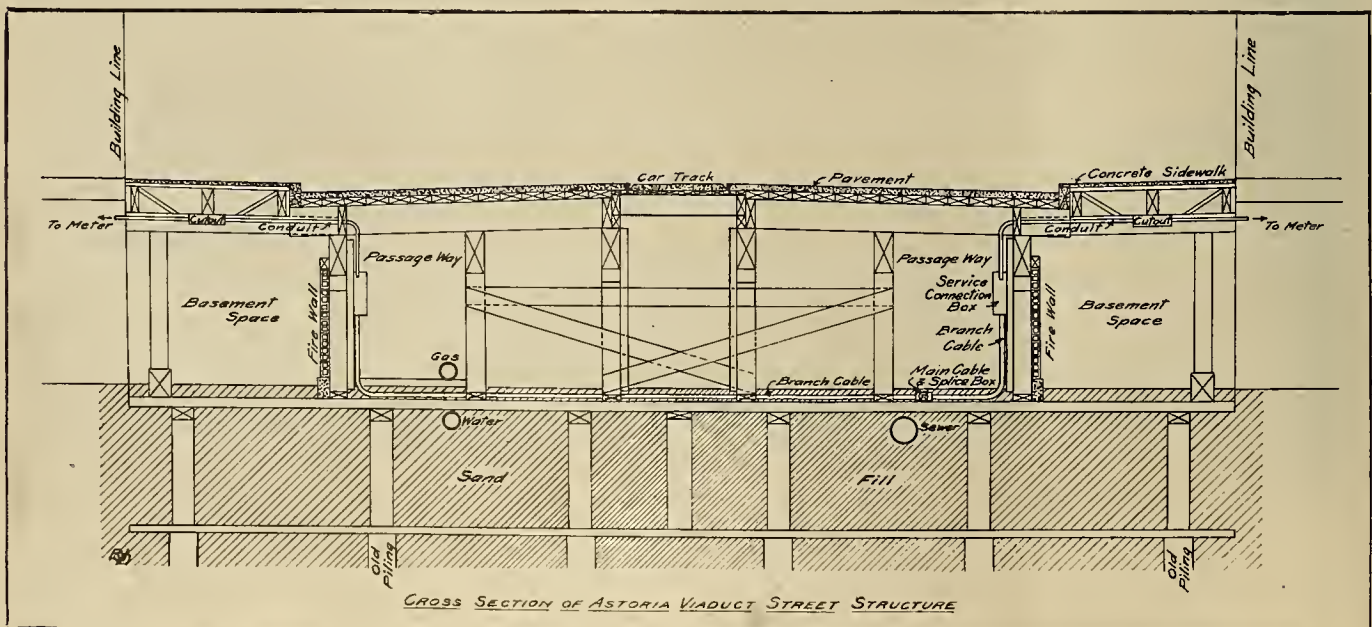 Building Line
Building Line
Car Track
Pavement
Concrete Sidewalk
Cutout
Cutout
To Meter
Conduit
Conduit
To Meter
Passage Way
Passage Way
Basement
Space
Fire Wall
Service
Connection
Box
Fire Wall
Basement
Space
Branch
Cable
Gas
Branch Cable
Main Cable
& Splice Box
Water
Sewer
Sand
Fill
Old
Piling
Old
Piling
CROSS SECTION OF ASTORIA VIADUCT STREET STRUCTURE